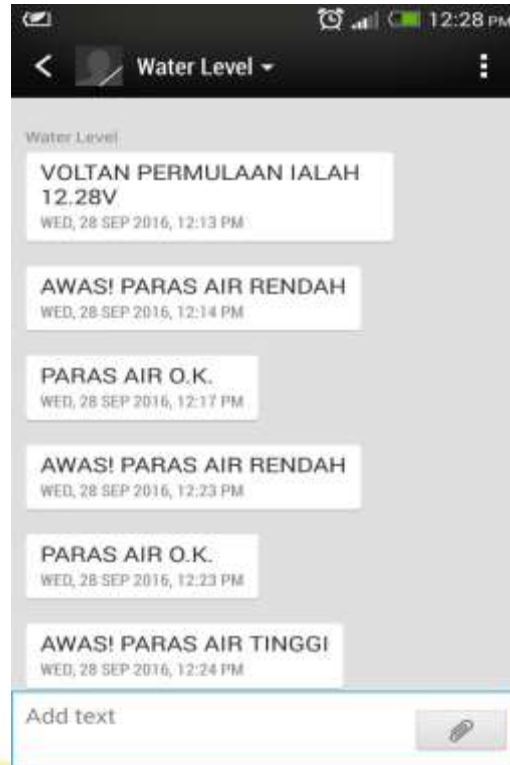 12:28 PM
Water Level
Water Level
VOLTAN PERMULAAN IALAH
12.28V
WED, 28 SEP 2016, 12:13 PM
AWAS! PARAS AIR RENDAH
WED, 28 SEP 2016, 12:14 PM
PARAS AIR O.K.
WED, 28 SEP 2016, 12:17 PM
AWAS! PARAS AIR RENDAH
WED, 28 SEP 2016, 12:23 PM
PARAS AIR O.K.
WED, 28 SEP 2016, 12:23 PM
AWAS! PARAS AIR TINGGI
WED, 28 SEP 2016, 12:24 PM
Add text